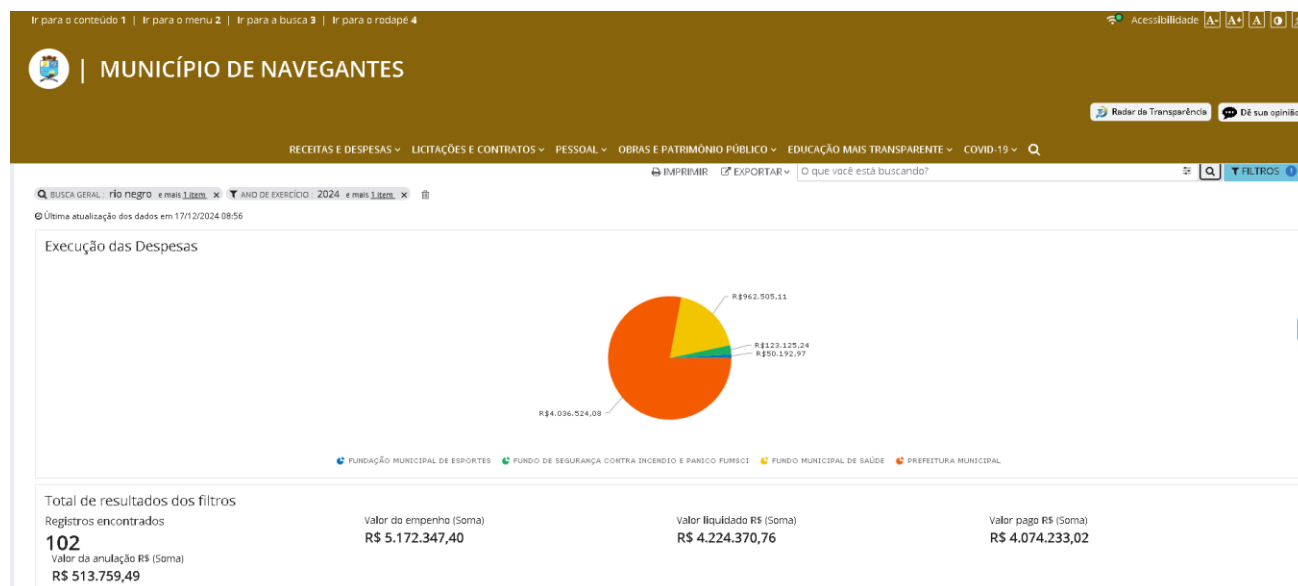 Ir para o conteúdo 1 | Ir para o menu 2 | Ir para a busca 3 | Ir para o rodapé 4
Acessibilidade A- A+ A
MUNICÍPIO DE NAVEGANTES
Radar da Transparência
Dê sua opinião
RECEITAS E DESPESAS LICITAÇÕES E CONTRATOS PESSOAL OBRAS E PATRIMÔNIO PÚBLICO EDUCAÇÃO MAIS TRANSPARENTE COVID-19
IMPRIMIR EXPORTAR O que você está buscando? FILTROS
BUSCA GERAL : rio negro e mais 1 item. x ANO DE EXERCÍCIO : 2024 e mais 1 item. x
Última atualização dos dados em 17/12/2024 08:56
Execução das Despesas
R$962.505,11
R$123.125,24
R$50.192,97
R$4.036.524,08
FUNDAÇÃO MUNICIPAL DE ESPORTES FUNDO DE SEGURANÇA CONTRA INCENDIO E PANICO FUMSCI FUNDO MUNICIPAL DE SAÚDE PREFEITURA MUNICIPAL
Total de resultados dos filtros
Registros encontrados Valor do empenho (Soma) Valor liquidado R$ (Soma) Valor pago R$ (Soma)
102 R$ 5.172.347,40 R$ 4.224.370,76 R$ 4.074.233,02
Valor da anulação R$ (Soma)
R$ 513.759,49